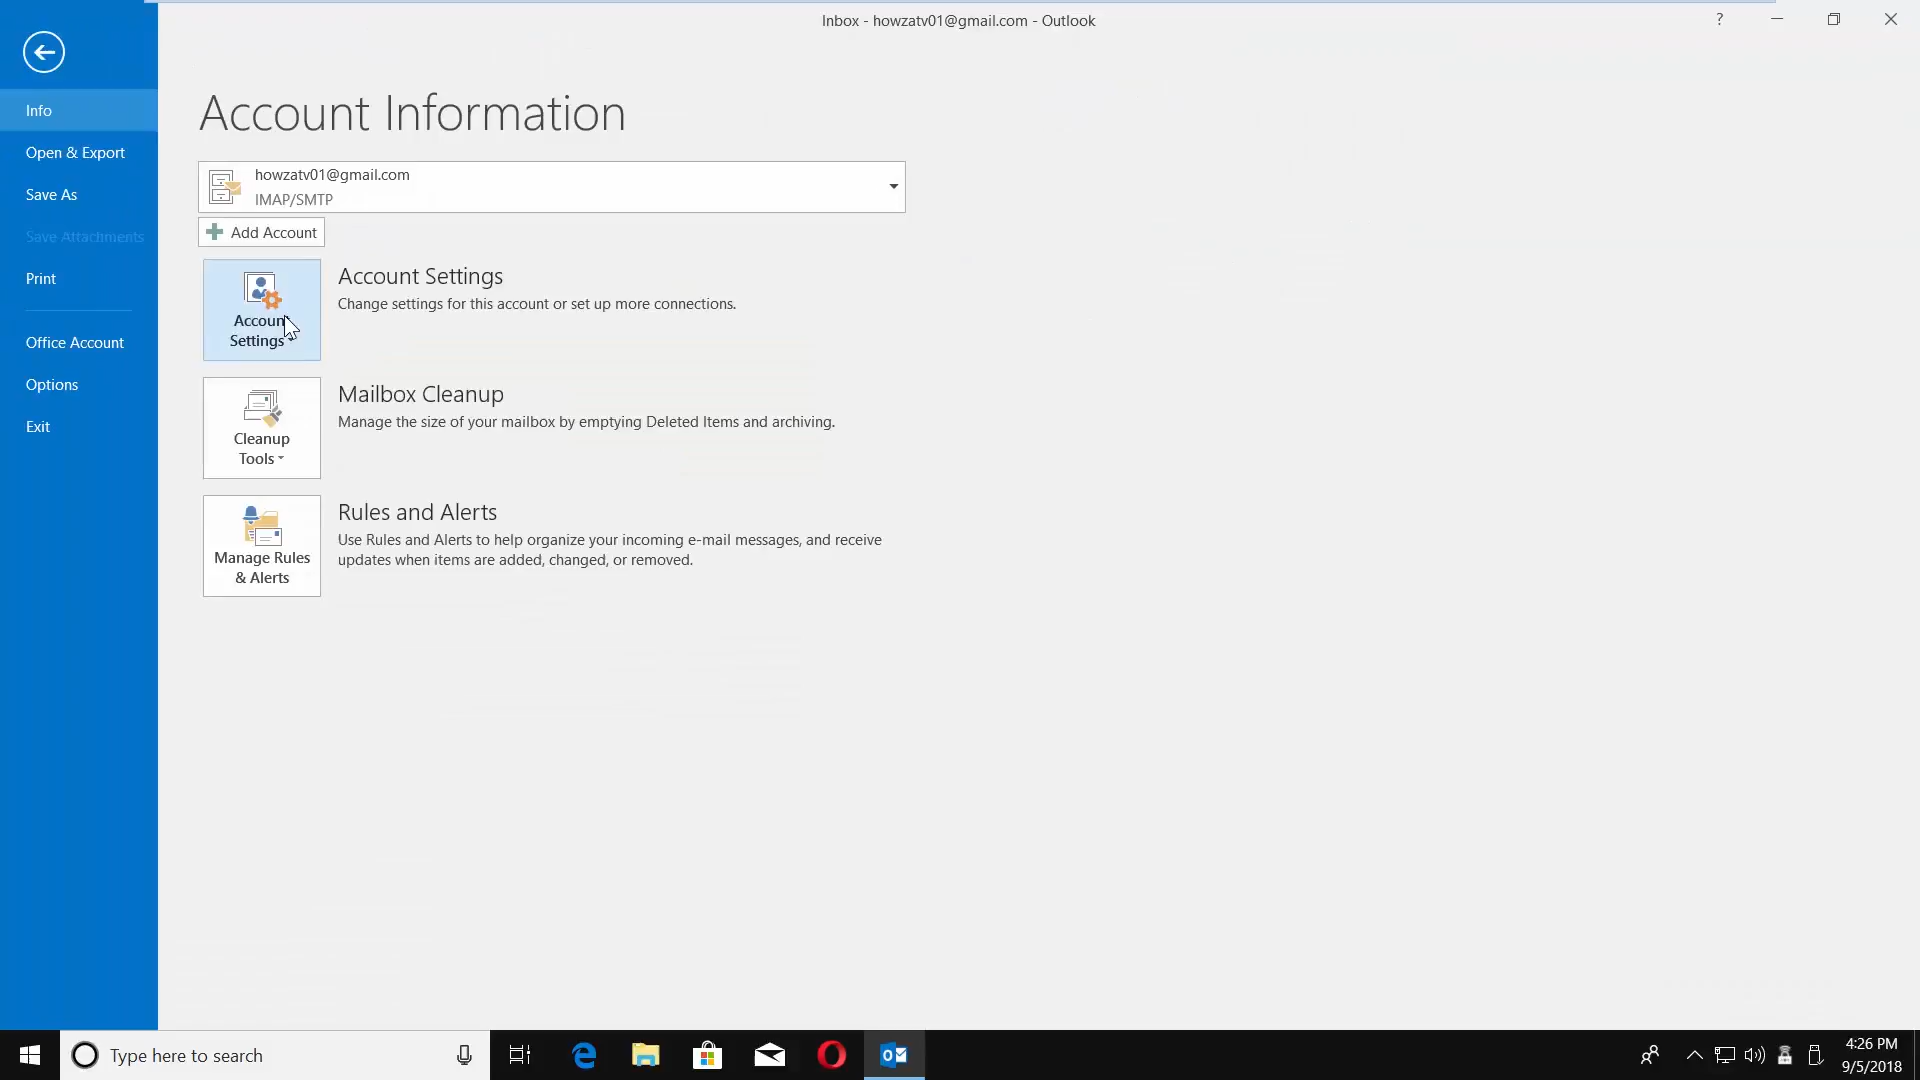 Inbox - howzatv01@gmail.com - Outlook
?
Info
Open & Export
Save As
Save Attachments
Print
Office Account
Options
Exit
Account Information
howzatv01@gmail.com
IMAP/SMTP
Add Account
Account
Settings
Account Settings
Change settings for this account or set up more connections.
Cleanup
Tools
Mailbox Cleanup
Manage the size of your mailbox by emptying Deleted Items and archiving.
Manage Rules
& Alerts
Rules and Alerts
Use Rules and Alerts to help organize your incoming e-mail messages, and receive
updates when items are added, changed, or removed.
Type here to search
4:26 PM
9/5/2018